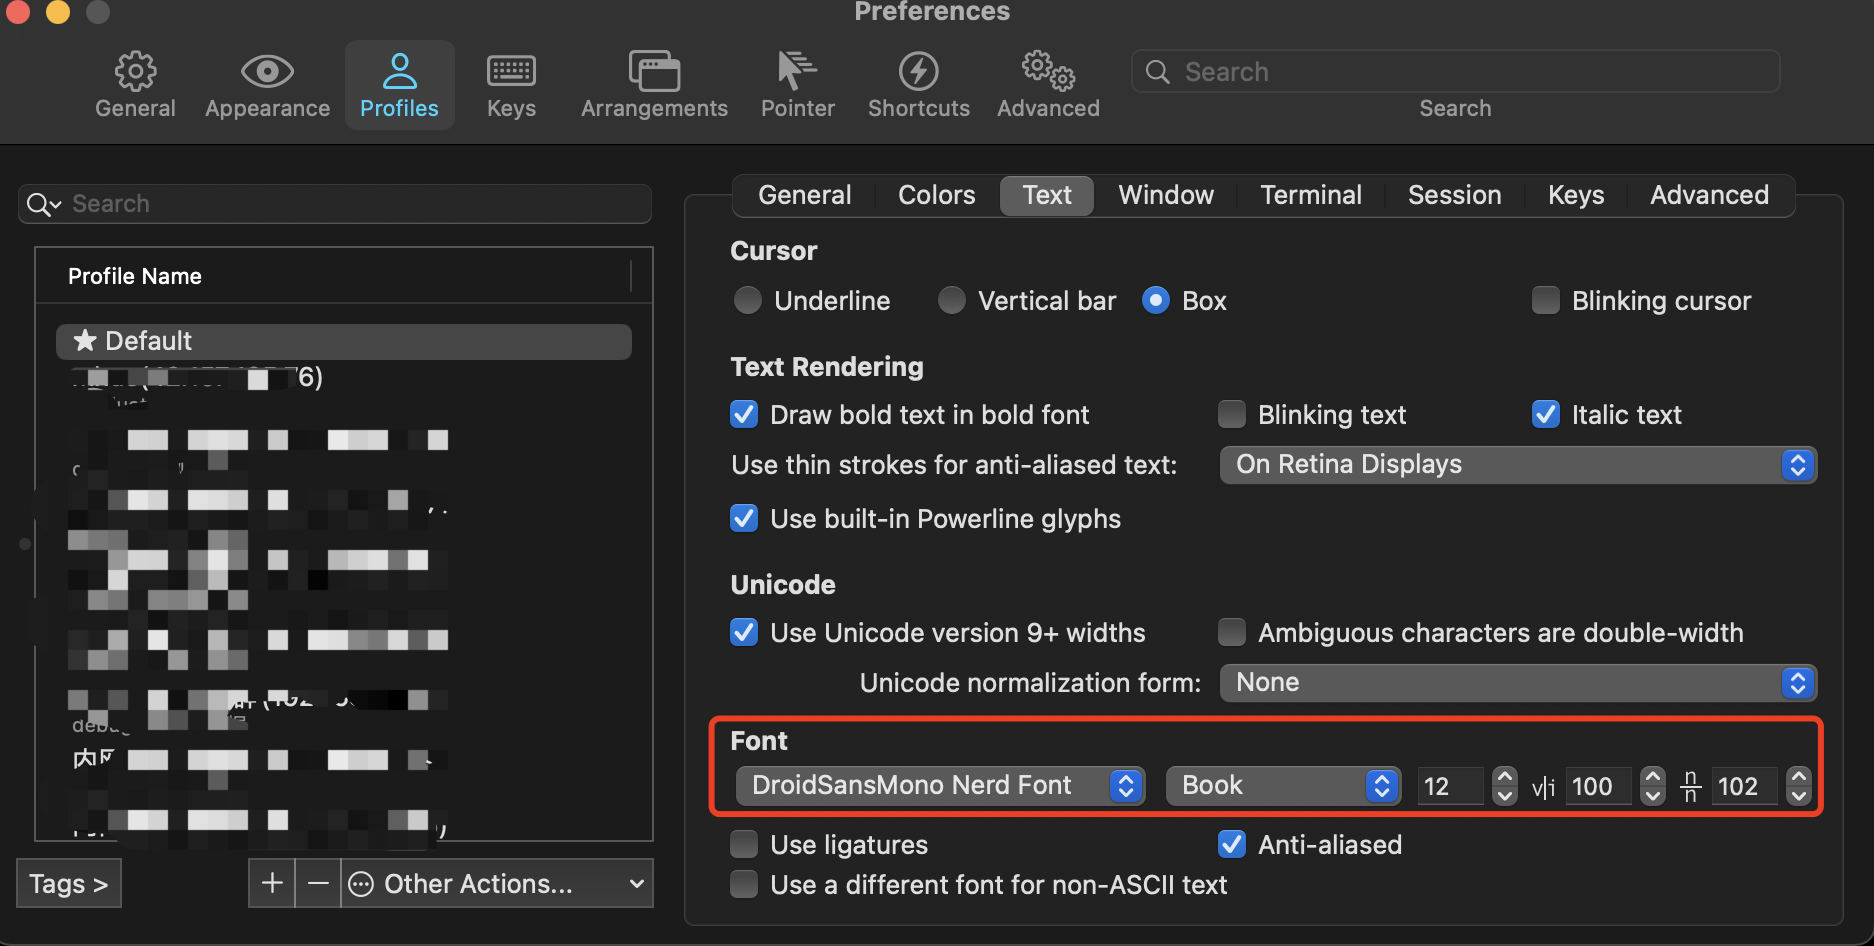 Preferences
General
Appearance
Profiles
Keys
Arrangements
Pointer
Shortcuts
Advanced
Search
Search
Search
Profile Name
★ Default
6)
debug
内网
Tags >
+
−
Other Actions...
General
Colors
Text
Window
Terminal
Session
Keys
Advanced
Cursor
Underline
Vertical bar
Box
Blinking cursor
Text Rendering
Draw bold text in bold font
Blinking text
Italic text
Use thin strokes for anti-aliased text:
On Retina Displays
Use built-in Powerline glyphs
Unicode
Use Unicode version 9+ widths
Ambiguous characters are double-width
Unicode normalization form:
None
Font
DroidSansMono Nerd Font
Book
12
v|i
100
n
n
102
Use ligatures
Anti-aliased
Use a different font for non-ASCII text